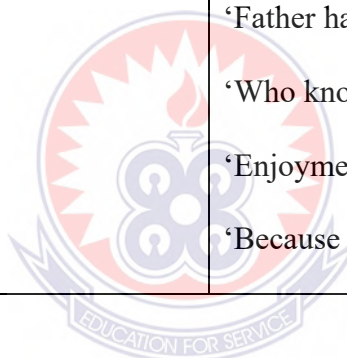 ‘Father ha
‘Who kno
‘Enjoyme
‘Because
EDUCATION FOR SERVICE